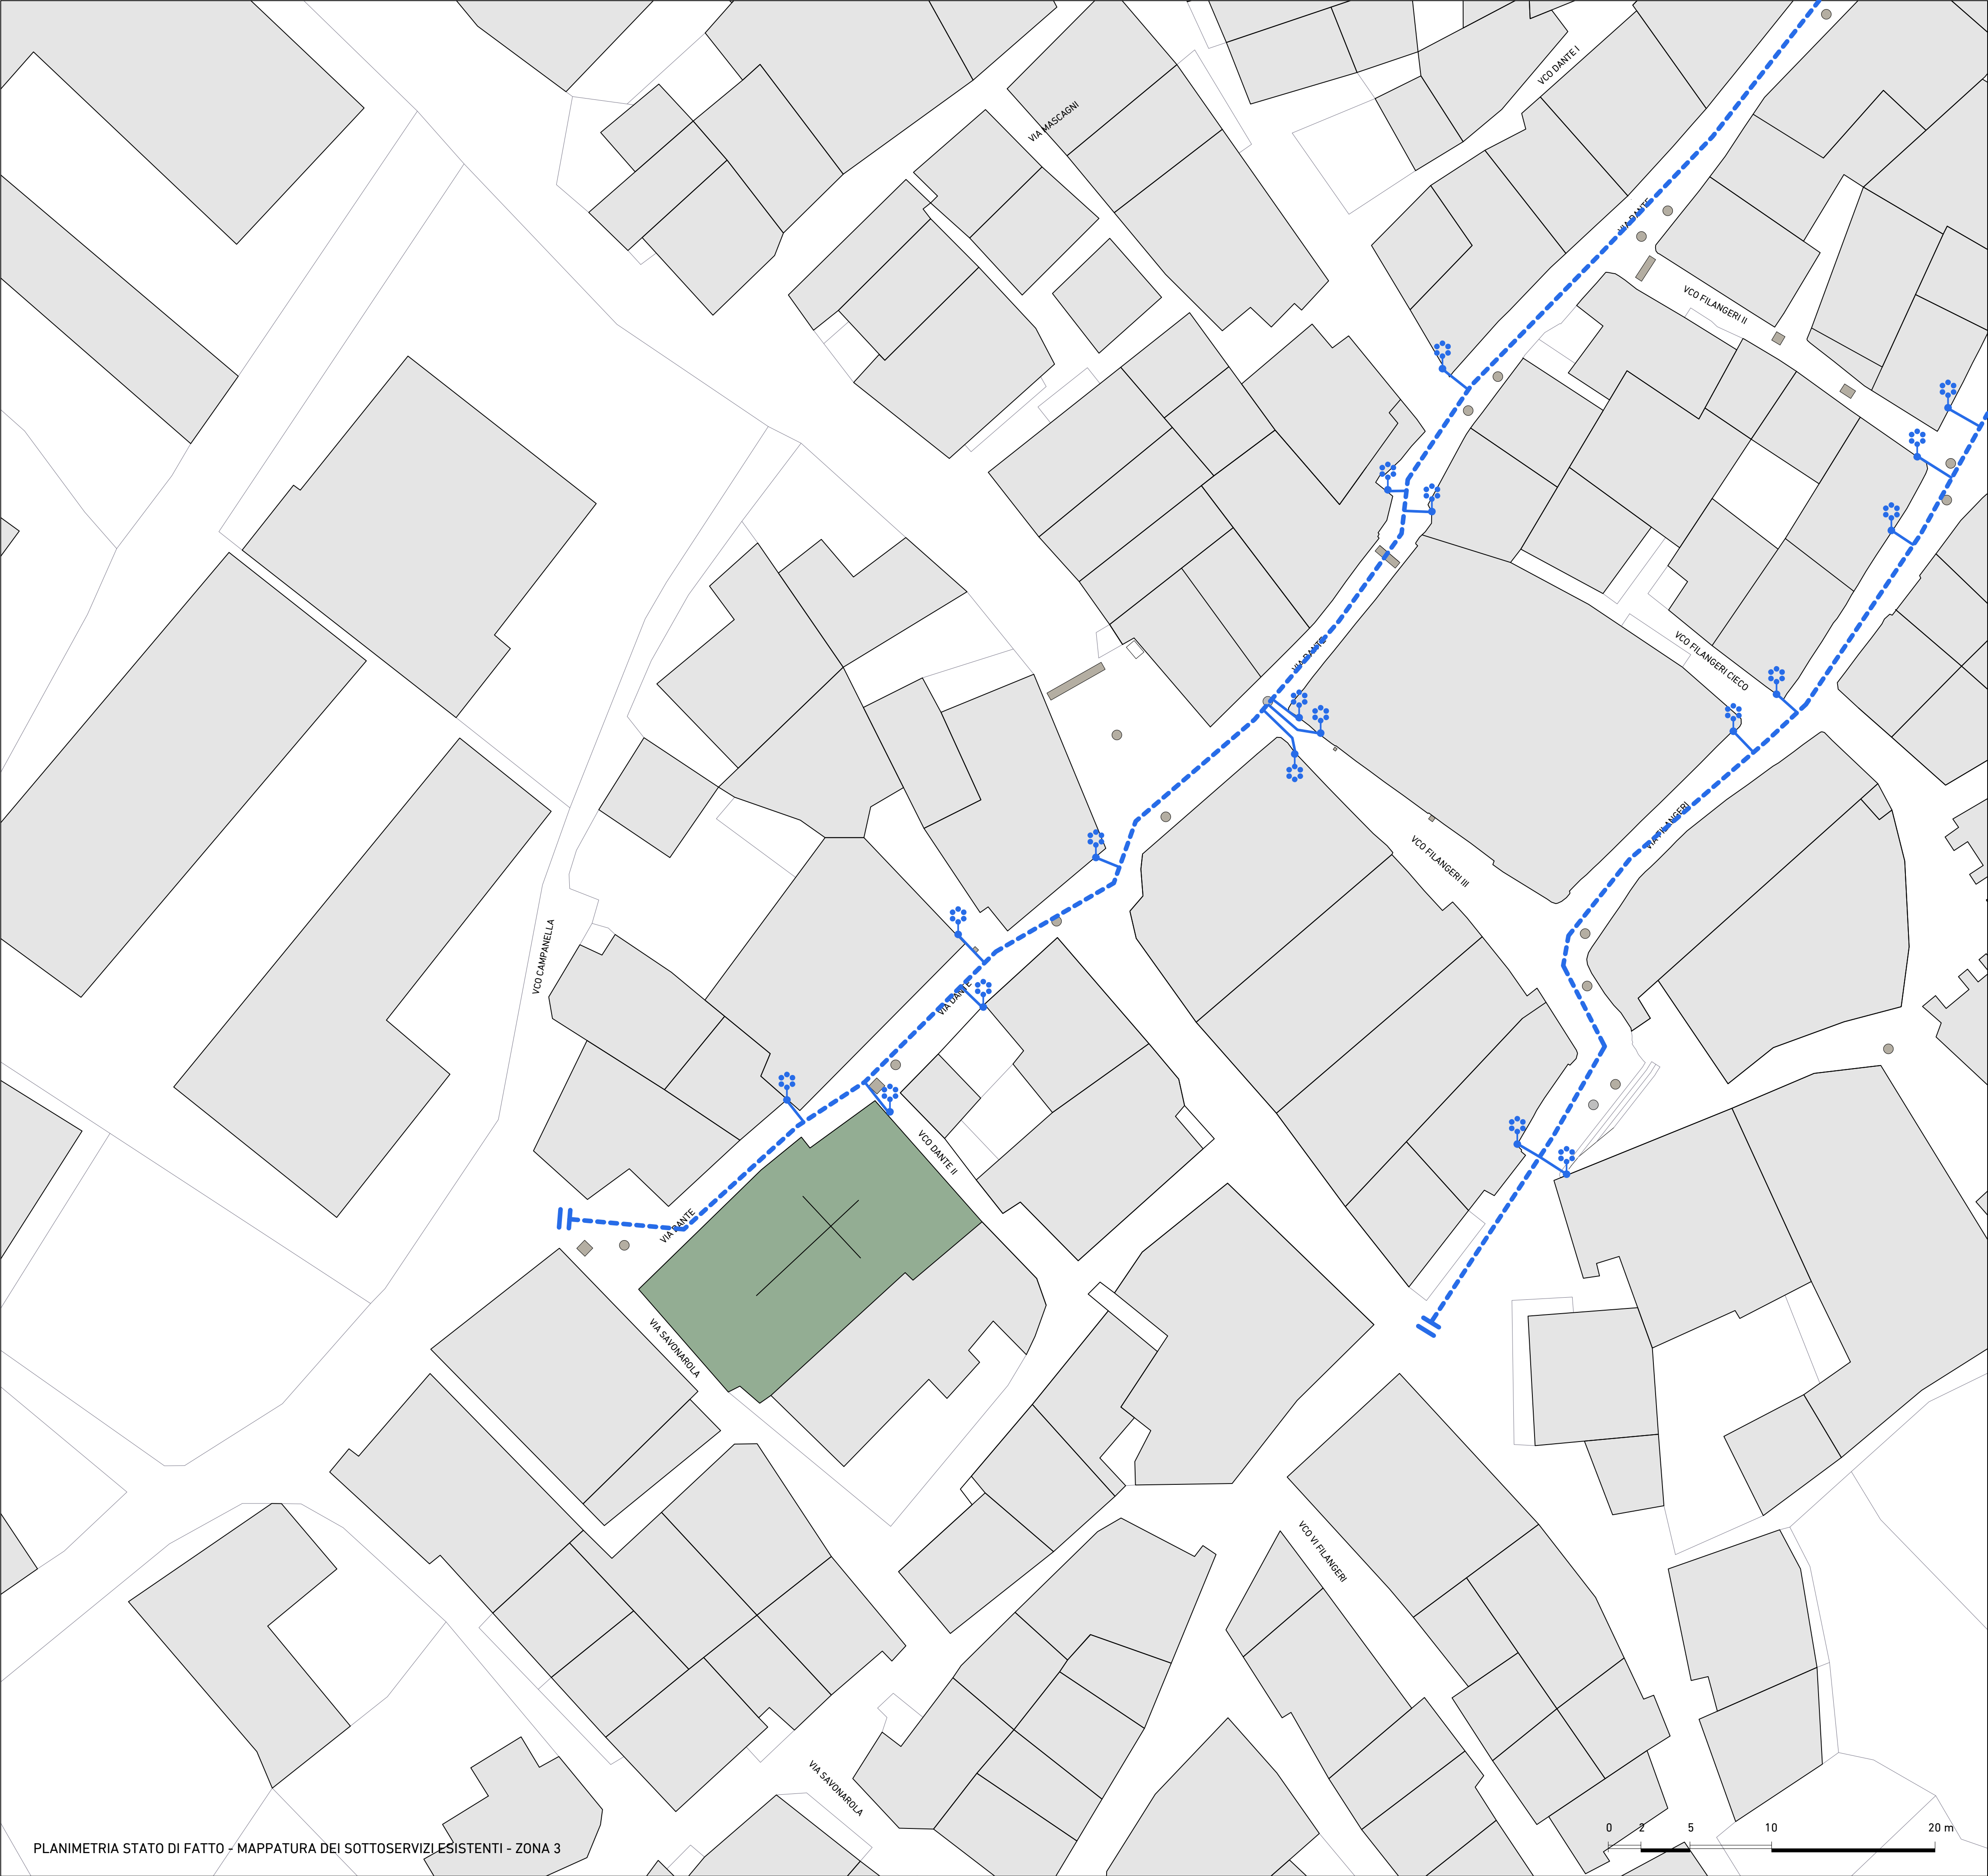 VCO DANTE I
VIA MASCAGNI
VIA DANTE
VCO FILANGERI II
VIA DANTE
VCO FILANGERI CIECO
VIA FILANGERI
VCO FILANGERI III
VCO CAMPANELLA
VIA DANTE
VCO DANTE II
VIA DANTE
VIA SAVONAROLA
VCO VI FILANGERI
VIA SAVONAROLA
0 2 5 10 20 m
PLANIMETRIA STATO DI FATTO - MAPPATURA DEI SOTTOSERVIZI ESISTENTI - ZONA 3